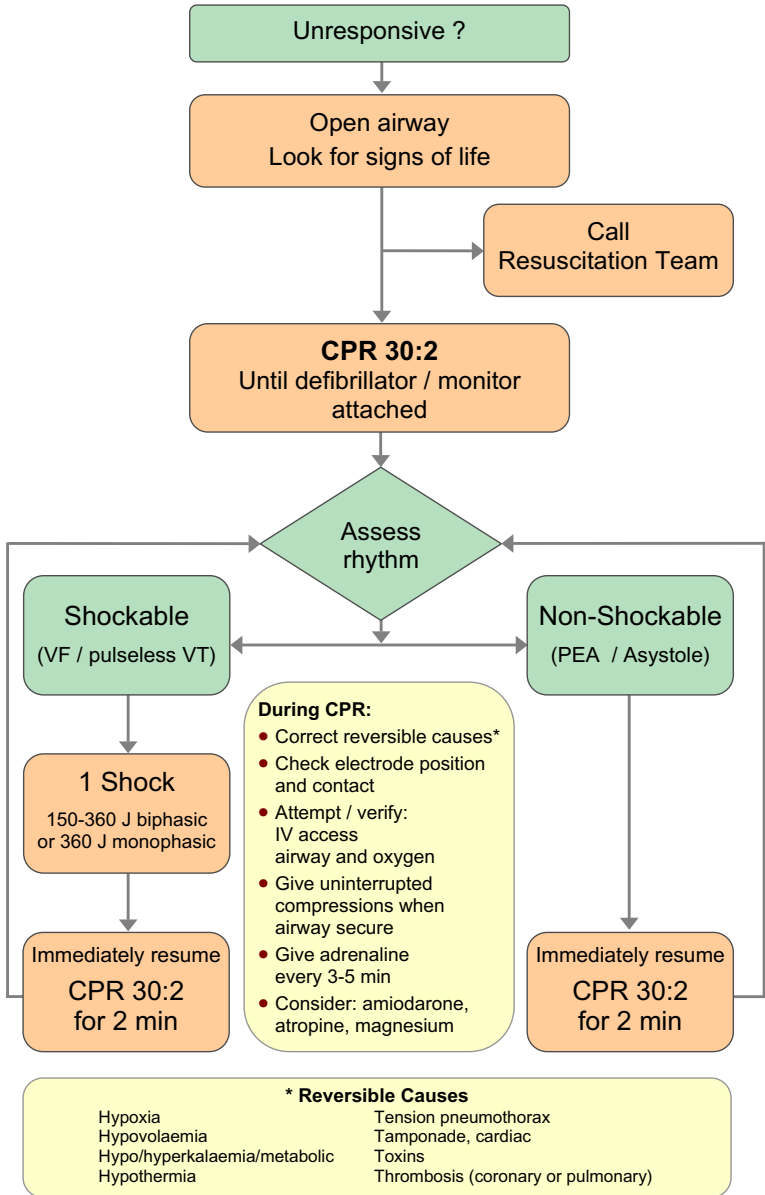 Unresponsive ?
Open airway
Look for signs of life
Call
Resuscitation Team
CPR 30:2
Until defibrillator / monitor
attached
Assess
rhythm
Shockable
(VF / pulseless VT)
Non-Shockable
(PEA / Asystole)
1 Shock
150-360 J biphasic
or 360 J monophasic
Immediately resume
CPR 30:2
for 2 min
During CPR:
• Correct reversible causes*
• Check electrode position
and contact
• Attempt / verify:
IV access
airway and oxygen
• Give uninterrupted
compressions when
airway secure
• Give adrenaline
every 3-5 min
• Consider: amiodarone,
atropine, magnesium
Immediately resume
CPR 30:2
for 2 min
* Reversible Causes
Hypoxia
Hypovolaemia
Hypo/hyperkalaemia/metabolic
Hypothermia
Tension pneumothorax
Tamponade, cardiac
Toxins
Thrombosis (coronary or pulmonary)